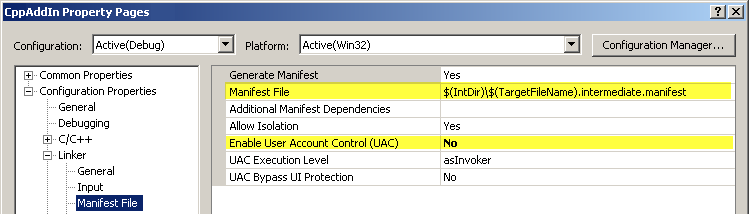 CppAddIn Property Pages
Configuration: Active(Debug) Platform: Active(Win32) Configuration Manager...
Common Properties
Configuration Properties
General
Debugging
C/C++
Linker
General
Input
Manifest File
Generate Manifest Yes
Manifest File $(IntDir)\$(TargetFileName).intermediate.manifest
Additional Manifest Dependencies
Allow Isolation Yes
Enable User Account Control (UAC) No
UAC Execution Level asInvoker
UAC Bypass UI Protection No